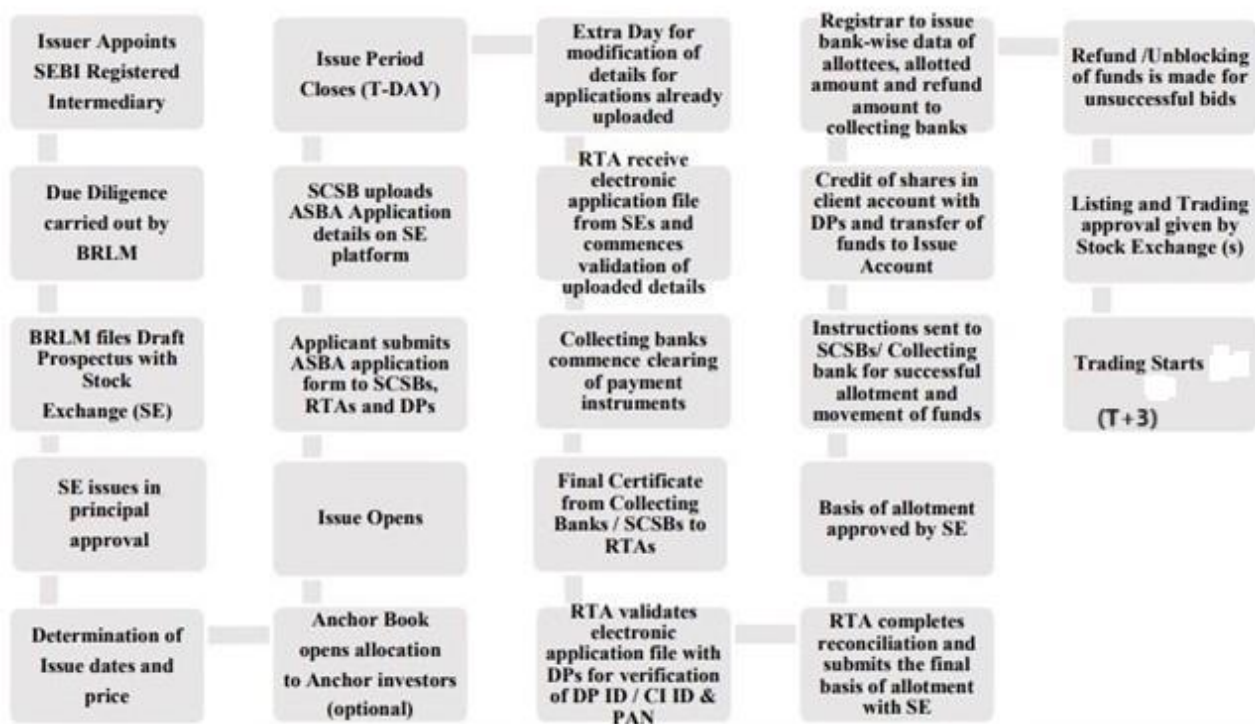 Issuer Appoints
SEBI Registered
Intermediary
Due Diligence
carried out by
BRLM
BRLM files Draft
Prospectus with
Stock
Exchange (SE)
SE issues in
principal
approval
Determination of
Issue dates and
price
Anchor Book
opens allocation
to Anchor investors
(optional)
Issue Opens
Applicant submits
ASBA application
form to SCSBs,
RTAs and DPs
SCSB uploads
ASBA Application
details on SE
platform
Issue Period
Closes (T-DAY)
Extra Day for
modification of
details for
applications already
uploaded
RTA receive
electronic
application file
from SEs and
commences
validation of
uploaded details
Collecting banks
commence clearing
of payment
instruments
Final Certificate
from Collecting
Banks / SCSBs to
RTAs
RTA validates
electronic
application file with
DPs for verification
of DP ID / CI ID &
PAN
RTA completes
reconciliation and
submits the final
basis of allotment
with SE
Basis of allotment
approved by SE
Instructions sent to
SCSBs/ Collecting
bank for successful
allotment and
movement of funds
Credit of shares in
client account with
DPs and transfer of
funds to Issue
Account
Registrar to issue
bank-wise data of
allottees, allotted
amount and refund
amount to
collecting banks
Refund /Unblocking
of funds is made for
unsuccessful bids
Listing and Trading
approval given by
Stock Exchange (s)
Trading Starts
(T+3)